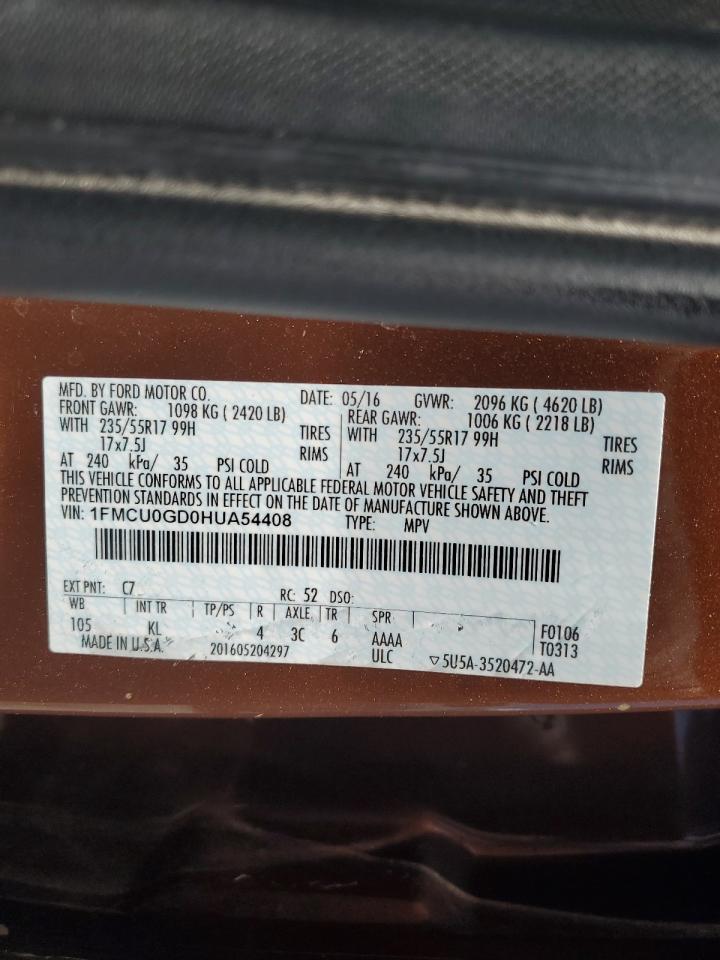 MFD. BY FORD MOTOR CO. DATE: 05/16 GVWR: 2096 KG ( 4620 LB)
FRONT GAWR: 1098 KG ( 2420 LB) REAR GAWR: 1006 KG ( 2218 LB)
WITH 235/55R17 99H TIRES WITH 235/55R17 99H TIRES
17x7.5J RIMS 17x7.5J RIMS
AT 240 kPa/ 35 PSI COLD AT 240 kPa/ 35 PSI COLD
THIS VEHICLE CONFORMS TO ALL APPLICABLE FEDERAL MOTOR VEHICLE SAFETY AND THEFT
PREVENTION STANDARDS IN EFFECT ON THE DATE OF MANUFACTURE SHOWN ABOVE.
VIN: 1FMCU0GD0HUA54408 TYPE: MPV
EXT PNT: C7 RC: 52 DSO:
WB INT TR TP/PS R AXLE TR SPR
105 KL 4 3C 6 AAAA F0106
MADE IN U.S.A. 201605204297 ULC T0313
▽5U5A-3520472-AA